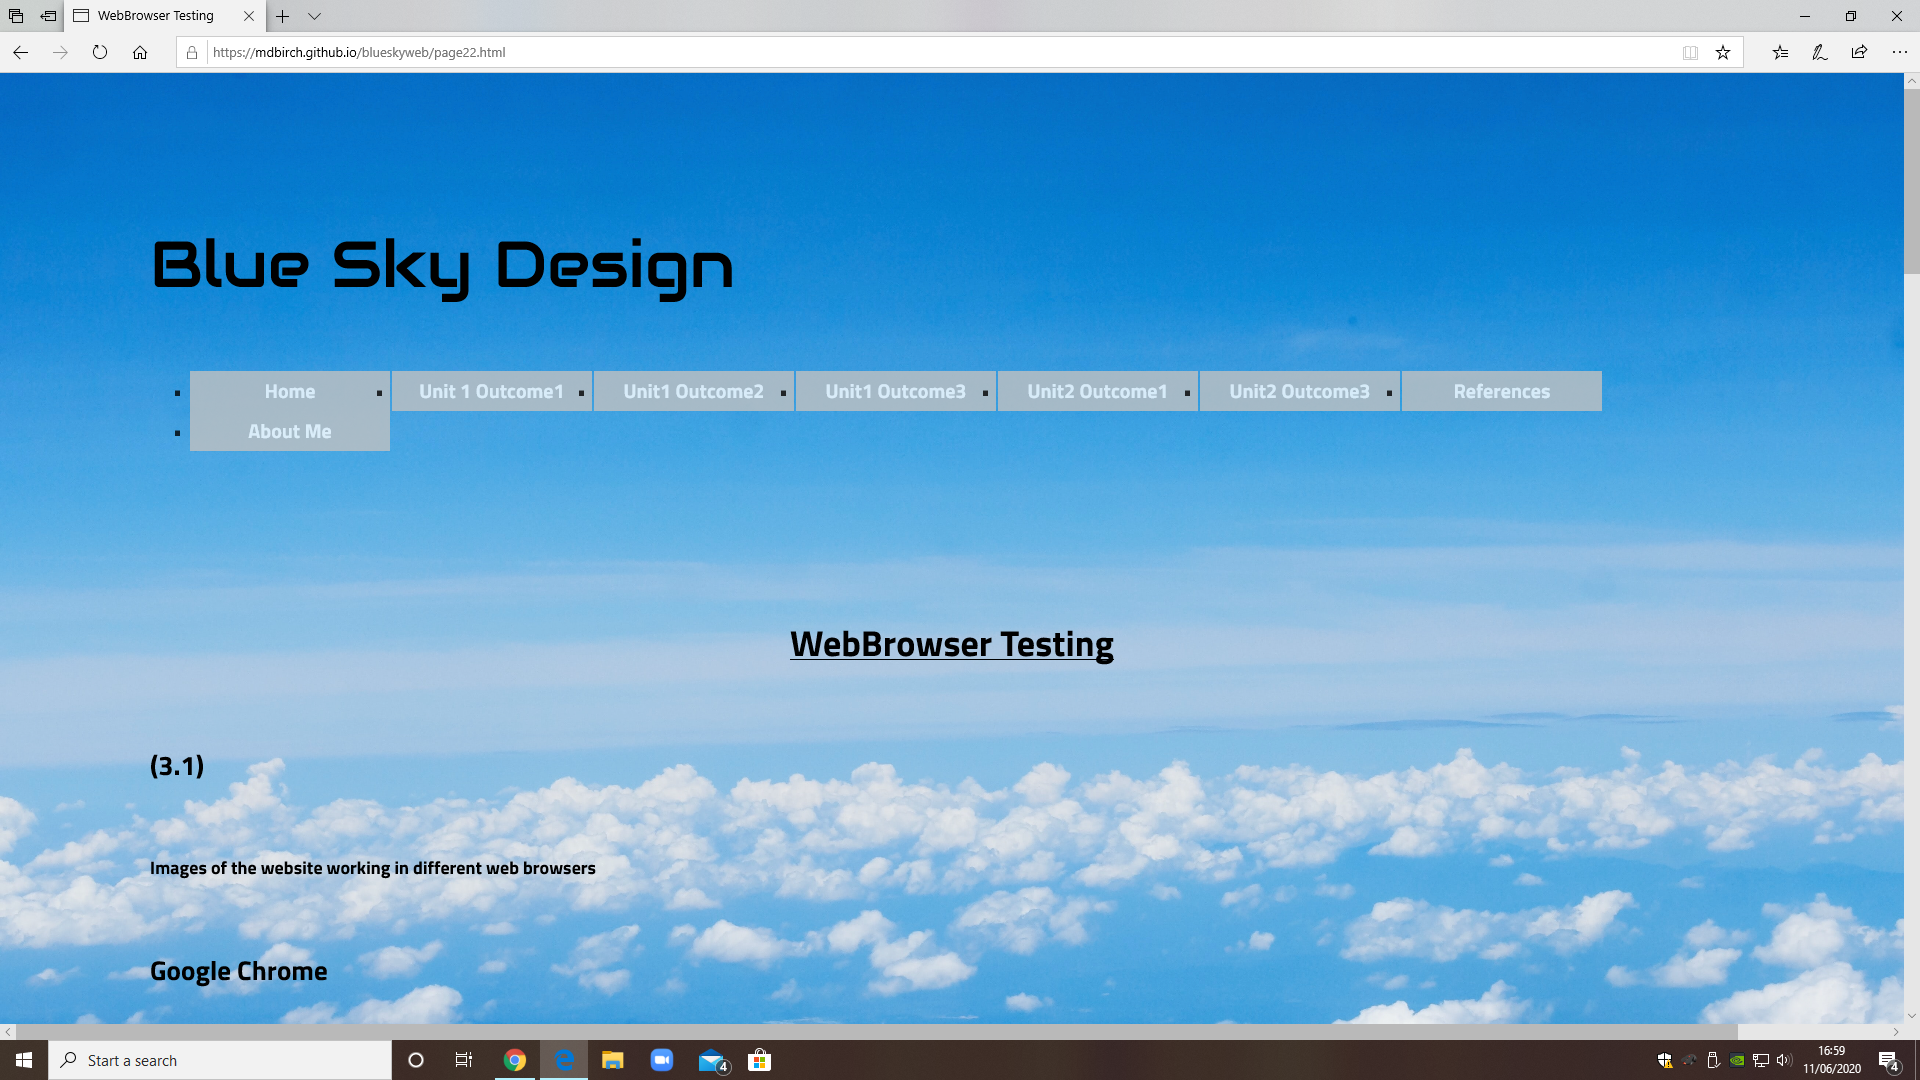 WebBrowser Testing
https://mdbirch.github.io/blueskyweb/page22.html
Blue Sky Design
Home
Unit 1 Outcome1
Unit1 Outcome2
Unit1 Outcome3
Unit2 Outcome1
Unit2 Outcome3
References
About Me
WebBrowser Testing
(3.1)
Images of the website working in different web browsers
Google Chrome
Start a search
4
16:59
11/06/2020
4